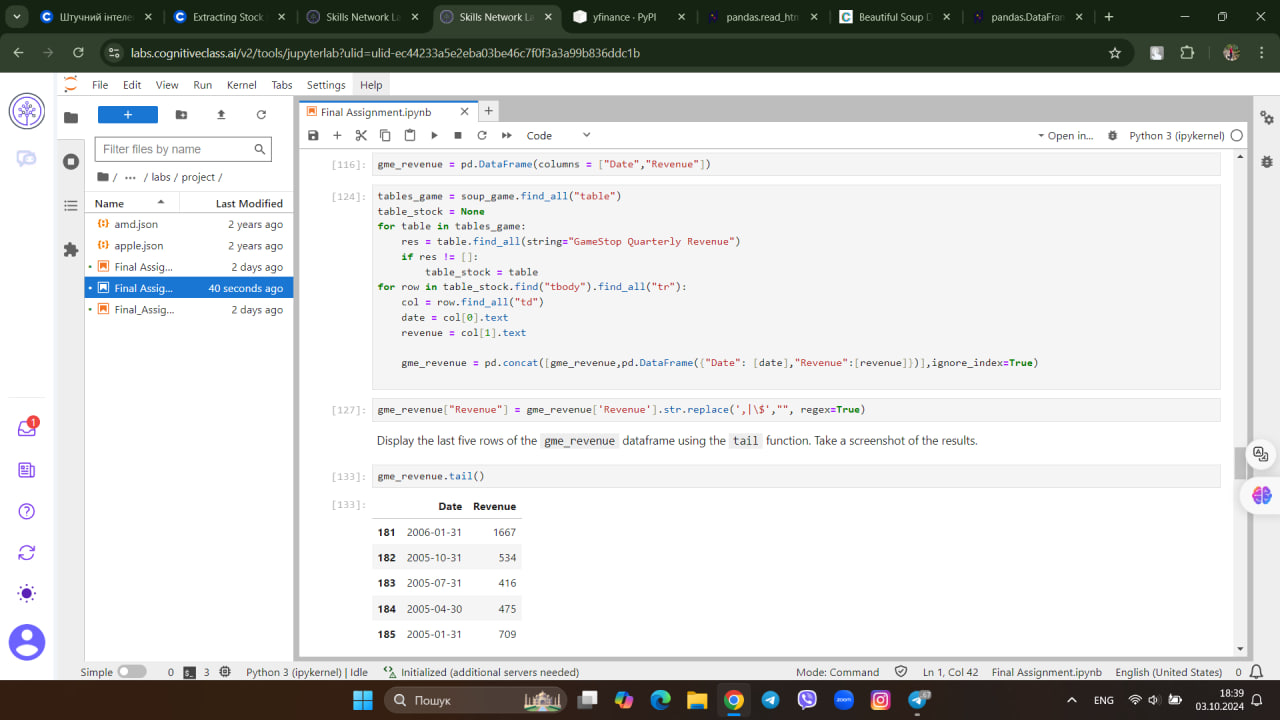 Штучний інтеле
Extracting Stock
Skills Network La
Skills Network La
yfinance · PyPI
pandas.read_htm
Beautiful Soup D
pandas.DataFram
labs.cognitiveclass.ai/v2/tools/jupyterlab?ulid=ulid-ec44233a5e2eba03be46c7f0f3a3a99b836ddc1b
File Edit View Run Kernel Tabs Settings Help
Filter files by name
/ ··· / labs / project /
Name Last Modified
amd.json 2 years ago
apple.json 2 years ago
Final Assig... 2 days ago
Final Assig... 40 seconds ago
Final_Assig... 2 days ago
1
Final Assignment.ipynb
Code
Open in...
Python 3 (ipykernel)
[116]: gme_revenue = pd.DataFrame(columns = ["Date","Revenue"])
[124]: tables_game = soup_game.find_all("table")
table_stock = None
for table in tables_game:
res = table.find_all(string="GameStop Quarterly Revenue")
if res != []:
table_stock = table
for row in table_stock.find("tbody").find_all("tr"):
col = row.find_all("td")
date = col[0].text
revenue = col[1].text
gme_revenue = pd.concat([gme_revenue,pd.DataFrame({"Date": [date],"Revenue":[revenue]})],ignore_index=True)
[127]: gme_revenue["Revenue"] = gme_revenue['Revenue'].str.replace(',|\$',"", regex=True)
Display the last five rows of the gme_revenue dataframe using the tail function. Take a screenshot of the results.
[133]: gme_revenue.tail()
[133]:
Date Revenue
181 2006-01-31 1667
182 2005-10-31 534
183 2005-07-31 416
184 2005-04-30 475
185 2005-01-31 709
Simple 0 3 Python 3 (ipykernel) | Idle Initialized (additional servers needed) Mode: Command Ln 1, Col 42 Final Assignment.ipynb English (United States) 0
Пошук
zoom
ENG
18:39
03.10.2024